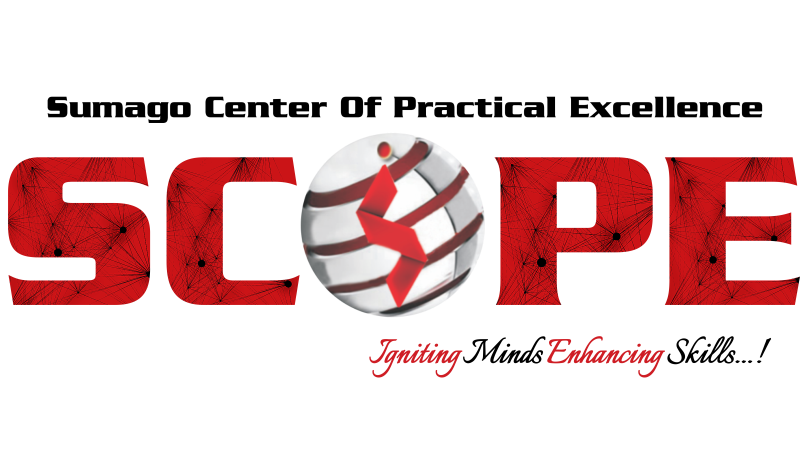 Sumago Center Of Practical Excellence
SCOPE
Igniting Minds Enhancing Skills...!